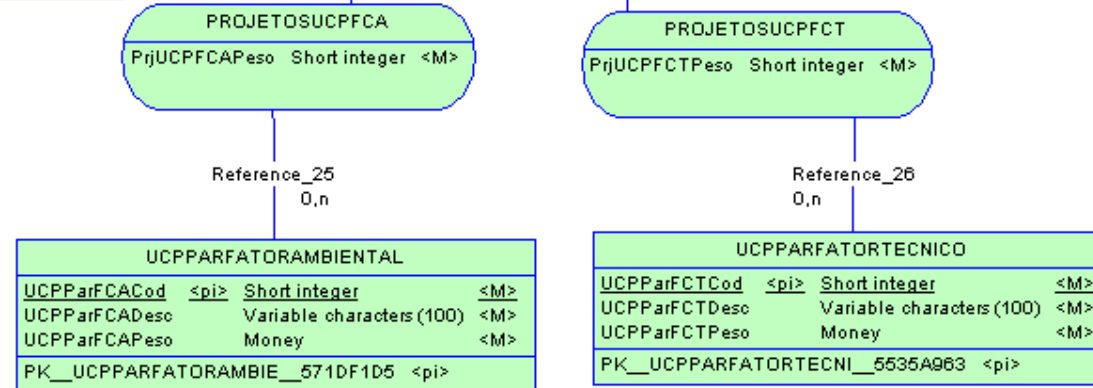 PROJETOSUCPFCA
PrjUCPFCAPeso Short integer <M>
PROJETOSUCPFCT
PrjUCPFCTPeso Short integer <M>
Reference_25
0,n
Reference_26
0,n
UCPPARFATORAMBIENTAL
UCPParFCACod <pi> Short integer <M>
UCPParFCADesc Variable characters (100) <M>
UCPParFCAPeso Money <M>
PK__UCPPARFATORAMBIE__571DF1D5 <pi>
UCPPARFATORTECNICO
UCPParFCTCod <pi> Short integer <M>
UCPParFCTDesc Variable characters (100) <M>
UCPParFCTPeso Money <M>
PK__UCPPARFATORTECNI__5535A963 <pi>